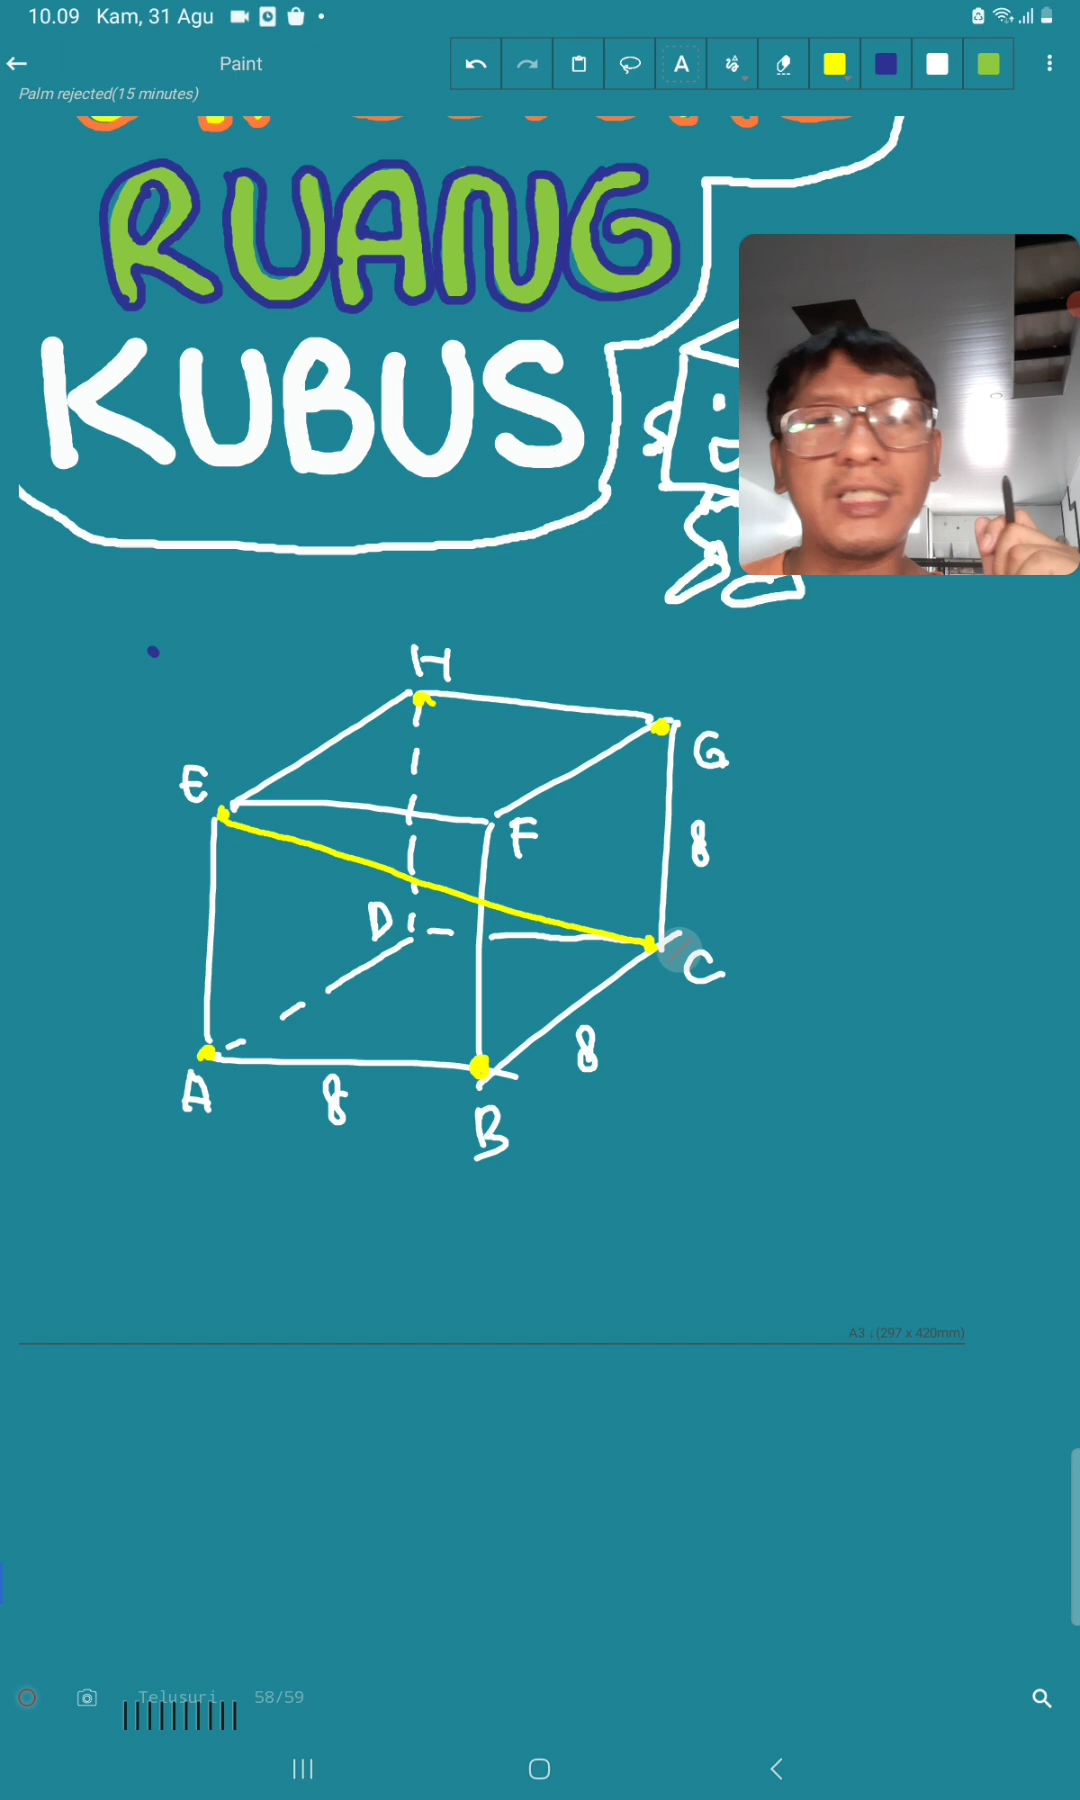 10.09 Kam, 31 Agu
Paint
A
Palm rejected(15 minutes)
RUANG
KUBUS
S
H
G
E
F
8
D
C
8
A
8
B
A3 ↓(297 x 420mm)
Telusuri 58/59